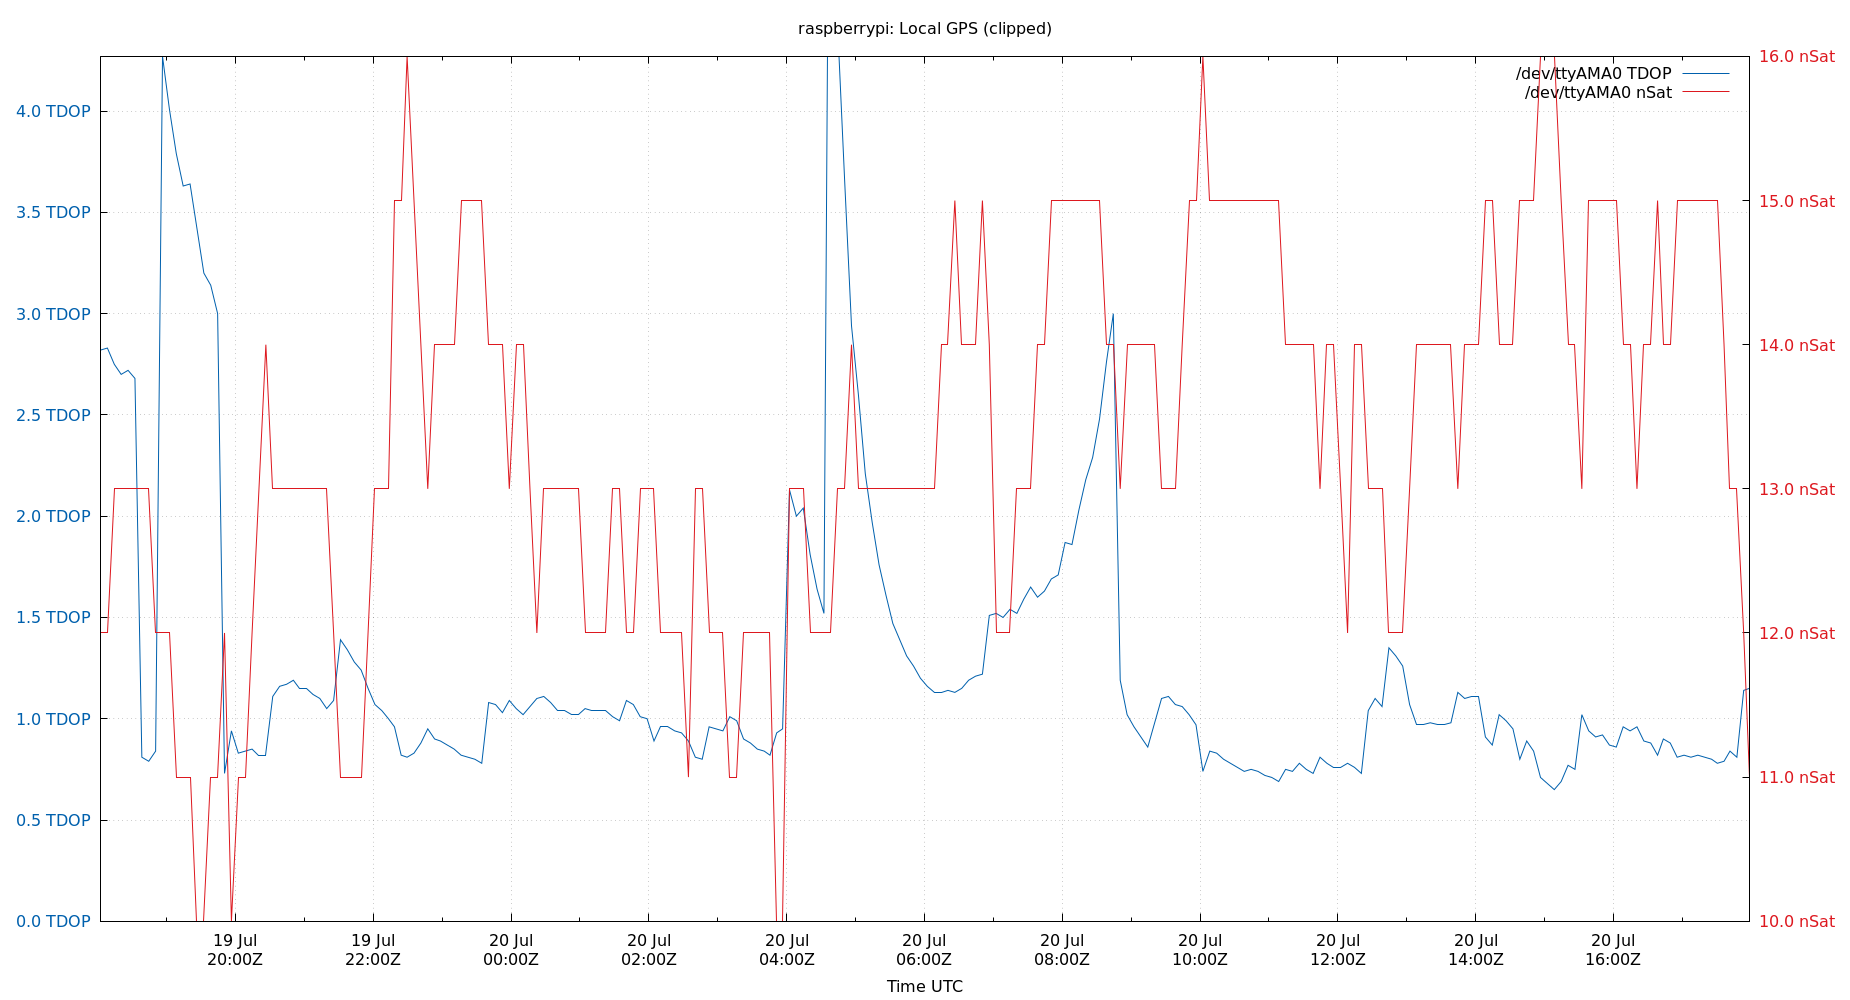 raspberrypi: Local GPS (clipped)
/dev/ttyAMA0 TDOP
/dev/ttyAMA0 nSat
4.0 TDOP
3.5 TDOP
3.0 TDOP
2.5 TDOP
2.0 TDOP
1.5 TDOP
1.0 TDOP
0.5 TDOP
0.0 TDOP
16.0 nSat
15.0 nSat
14.0 nSat
13.0 nSat
12.0 nSat
11.0 nSat
10.0 nSat
19 Jul
20:00Z
19 Jul
22:00Z
20 Jul
00:00Z
20 Jul
02:00Z
20 Jul
04:00Z
20 Jul
06:00Z
20 Jul
08:00Z
20 Jul
10:00Z
20 Jul
12:00Z
20 Jul
14:00Z
20 Jul
16:00Z
Time UTC